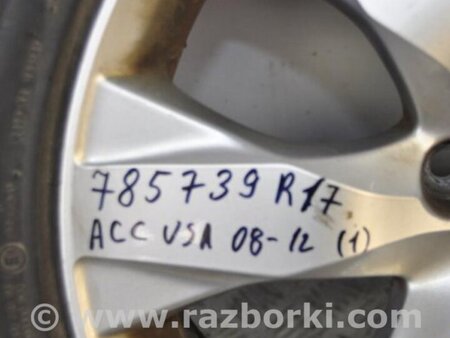 785739 R17
ACC USA 08-12 (1)
www.razborki.com